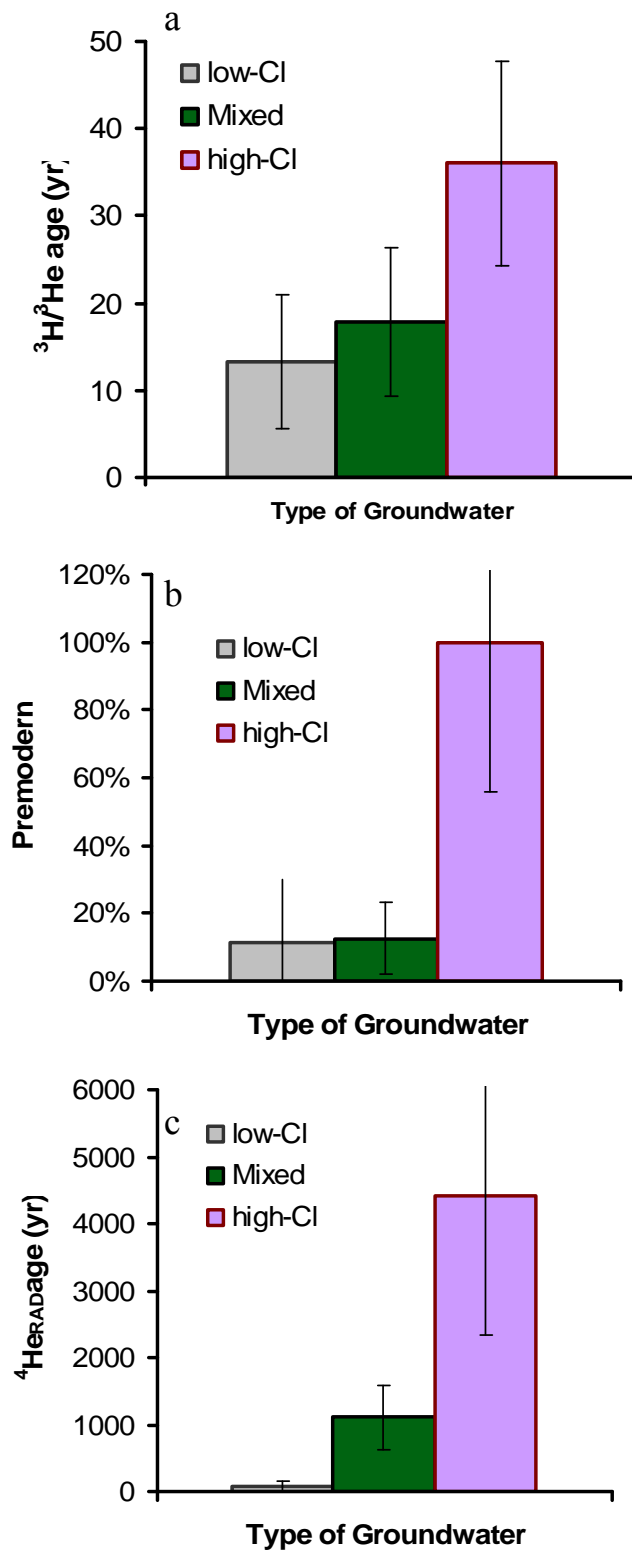 a
50
40
30
20
10
0
³H/³He age (yr)
low-Cl
Mixed
high-Cl
Type of Groundwater
b
120%
100%
80%
60%
40%
20%
0%
Premodern
low-Cl
Mixed
high-Cl
Type of Groundwater
c
6000
5000
4000
3000
2000
1000
0
⁴HeRADage (yr)
low-Cl
Mixed
high-Cl
Type of Groundwater